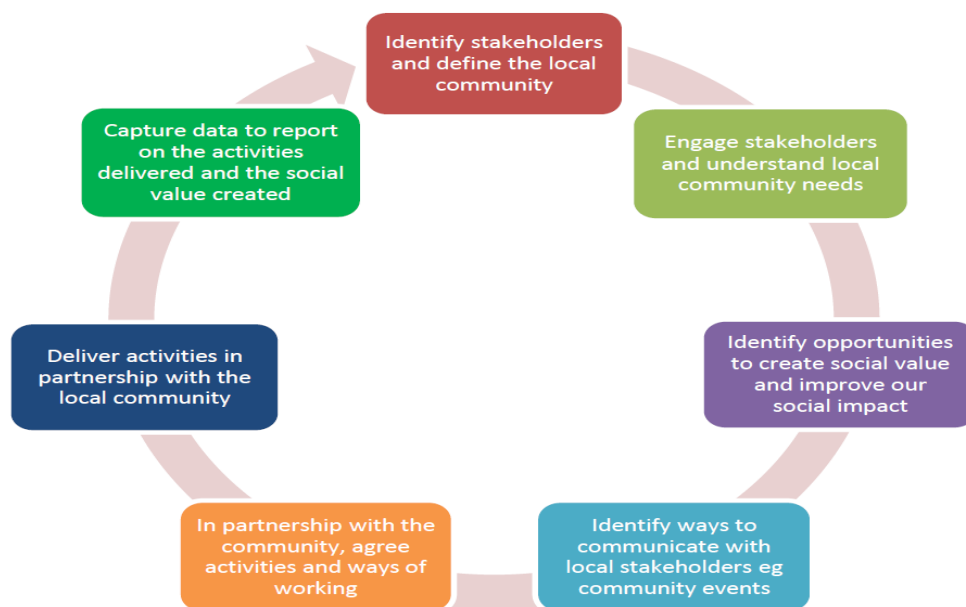 Identify stakeholders
and define the local
community
Engage stakeholders
and understand local
community needs
Identify opportunities
to create social value
and improve our
social impact
Identify ways to
communicate with
local stakeholders eg
community events
In partnership with the
community, agree
activities and ways of
working
Deliver activities in
partnership with the
local community
Capture data to report
on the activities
delivered and the social
value created